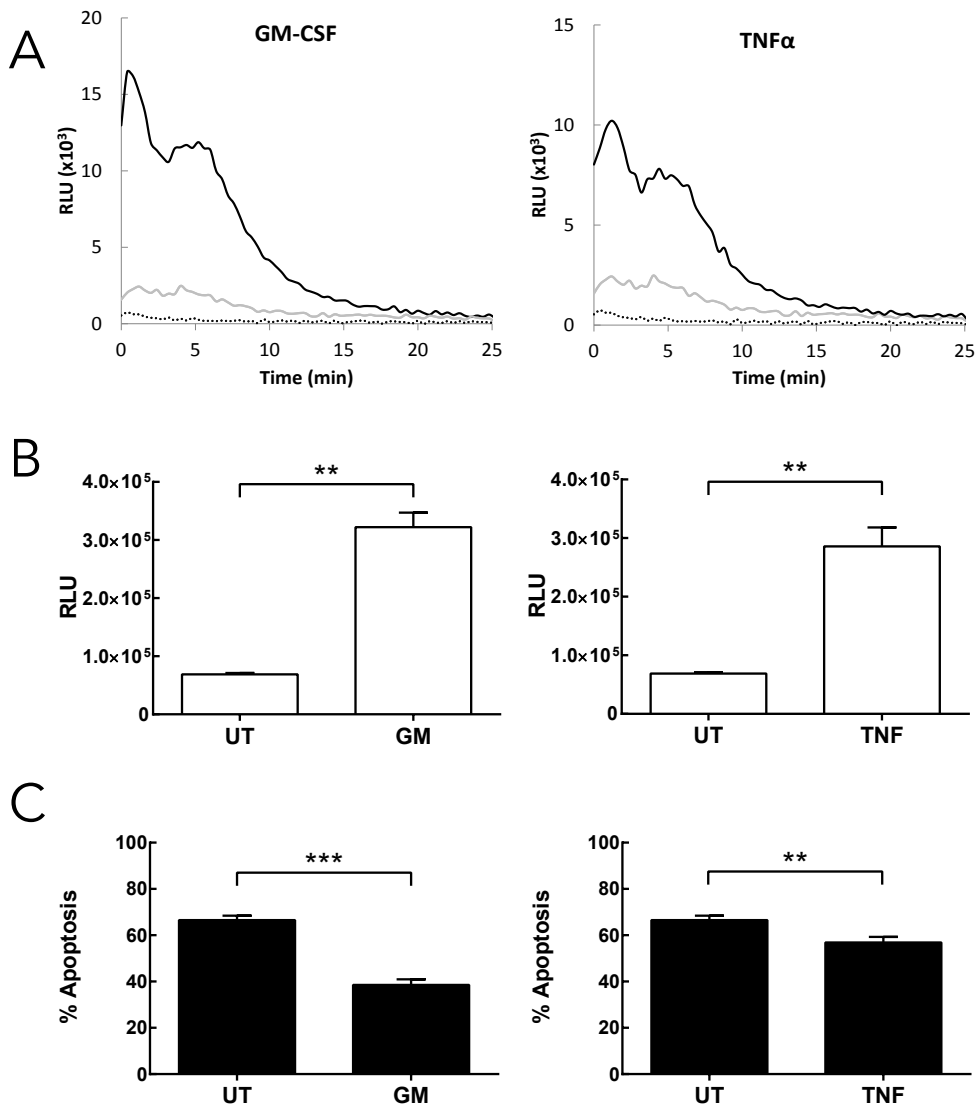 A
GM-CSF
TNFα
20
15
10
5
0
RLU (x10³)
0 5 10 15 20 25
Time (min)
15
10
5
0
RLU (x10³)
0 5 10 15 20 25
Time (min)
B
**
4.0×10⁵
3.0×10⁵
2.0×10⁵
1.0×10⁵
0
RLU
UT GM
**
4.0×10⁵
3.0×10⁵
2.0×10⁵
1.0×10⁵
0
RLU
UT TNF
C
***
100
80
60
40
20
0
% Apoptosis
UT GM
**
100
80
60
40
20
0
% Apoptosis
UT TNF